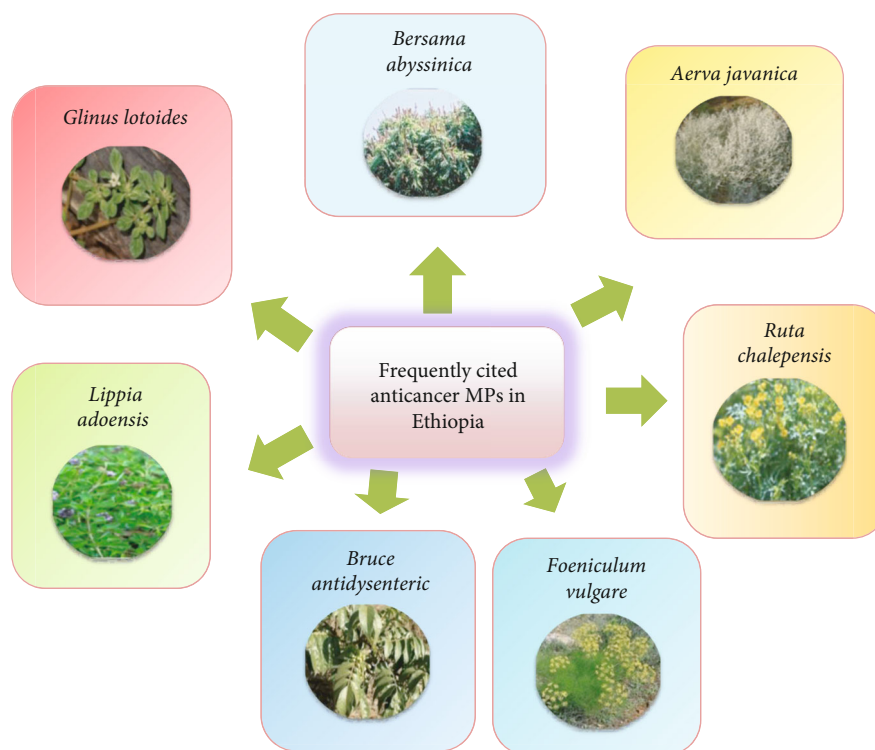 Bersama
abyssinica
Aerva javanica
Glinus lotoides
Ruta
chalepensis
Frequently cited
anticancer MPs in
Ethiopia
Lippia
adoensis
Bruce
antidysenteric
Foeniculum
vulgare